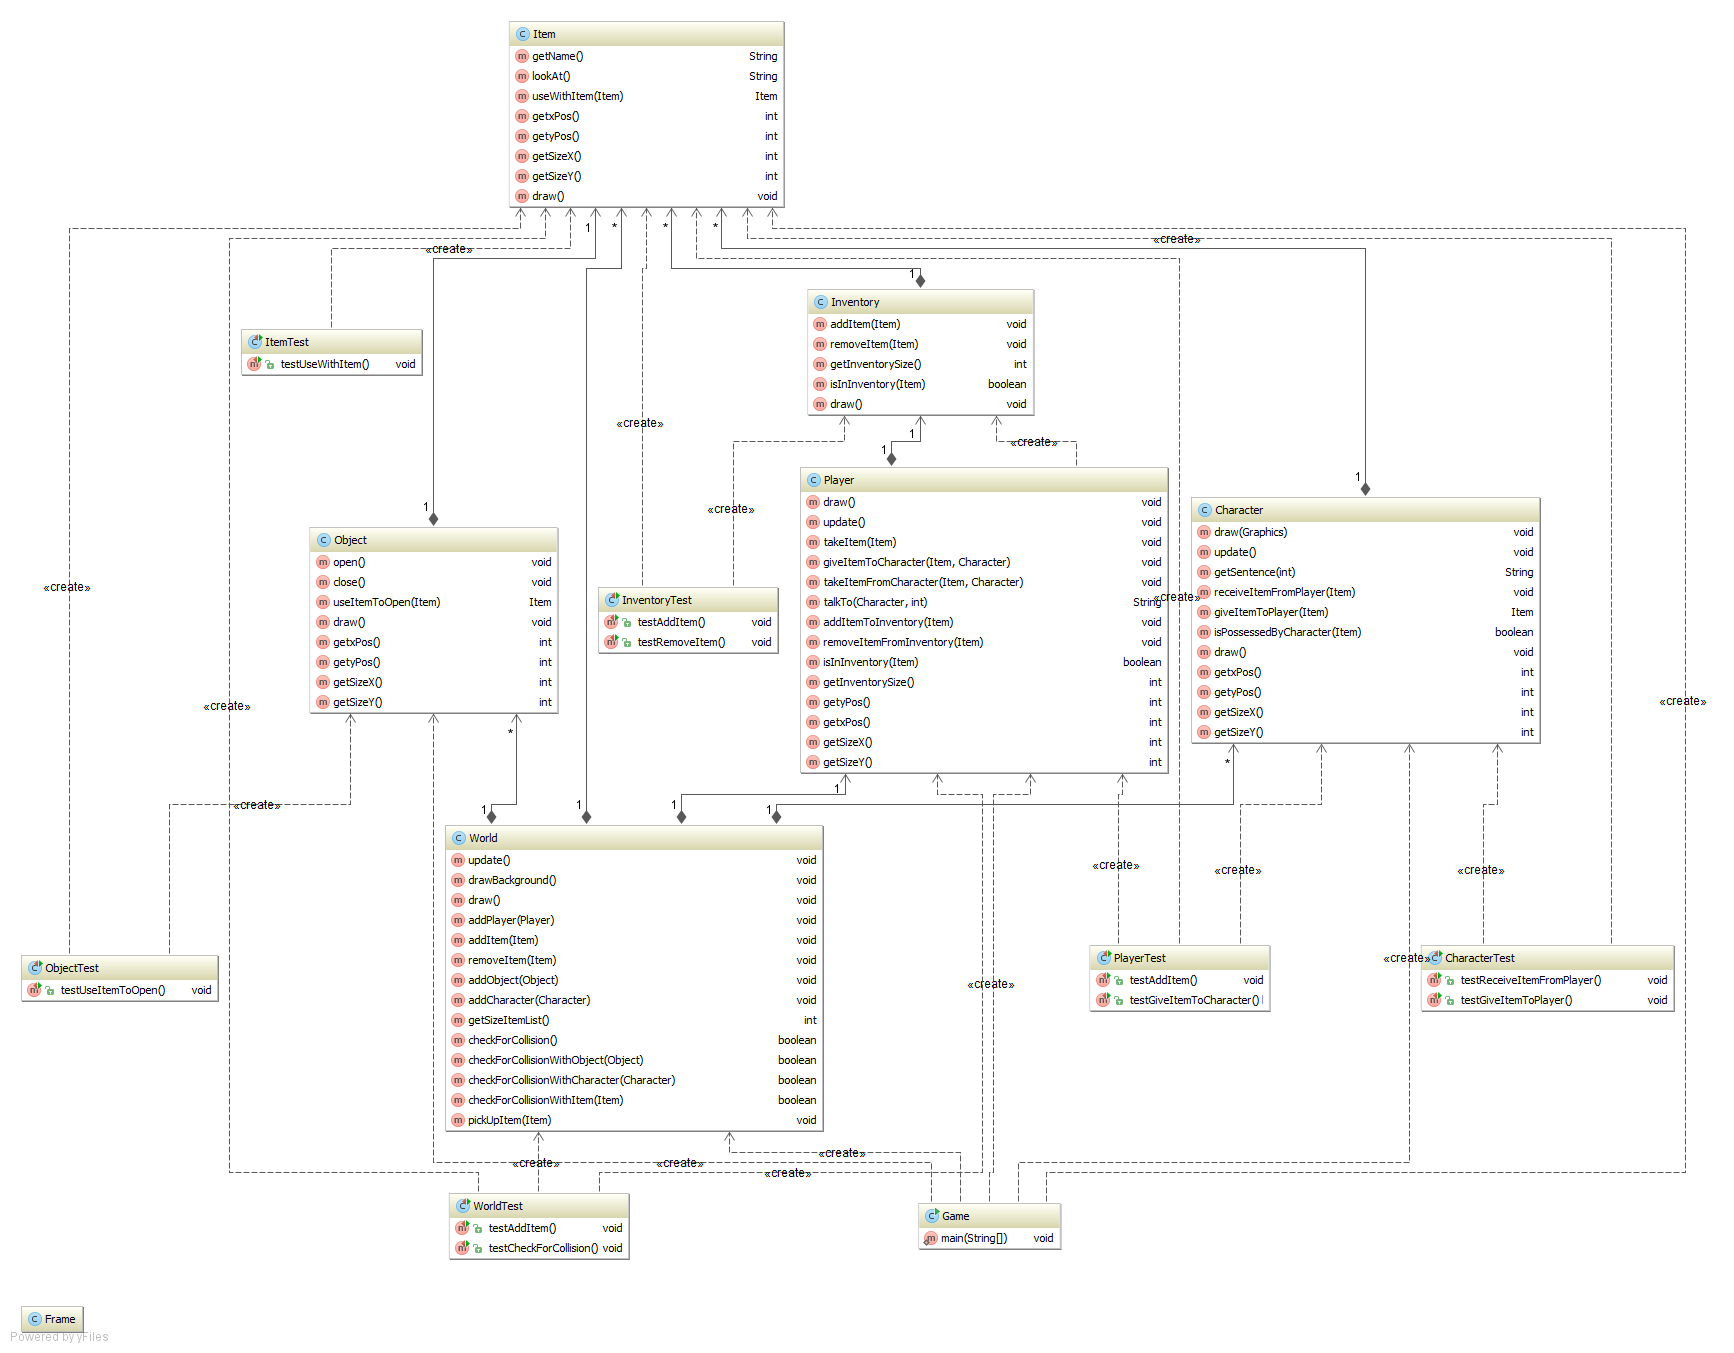 Item
getName() String
lookAt() String
useWithItem(Item) Item
getxPos() int
getyPos() int
getSizeX() int
getSizeY() int
draw() void
1
*
*
*
«create»
«create»
1
Inventory
addItem(Item) void
removeItem(Item) void
getInventorySize() int
isInInventory(Item) boolean
draw() void
ItemTest
testUseWithItem() void
«create»
1
1
«create»
Player
draw() void
update() void
takeItem(Item) void
giveItemToCharacter(Item, Character) void
takeItemFromCharacter(Item, Character) void
talkTo(Character, int) String
addItemToInventory(Item) void
removeItemFromInventory(Item) void
isInInventory(Item) boolean
getInventorySize() int
getyPos() int
getxPos() int
getSizeX() int
getSizeY() int
1
Character
draw(Graphics) void
update() void
getSentence(int) String
receiveItemFromPlayer(Item) void
giveItemToPlayer(Item) Item
isPossessedByCharacter(Item) boolean
draw() void
getxPos() int
getyPos() int
getSizeX() int
getSizeY() int
1
Object
open() void
close() void
useItemToOpen(Item) Item
draw() void
getxPos() int
getyPos() int
getSizeX() int
getSizeY() int
«create»
«create»
InventoryTest
testAddItem() void
testRemoveItem() void
«create»
«create»
«create»
*
*
«create»
1
1
1
1
World
update() void
drawBackground() void
draw() void
addPlayer(Player) void
addItem(Item) void
removeItem(Item) void
addObject(Object) void
addCharacter(Character) void
getSizeItemList() int
checkForCollision() boolean
checkForCollisionWithObject(Object) boolean
checkForCollisionWithCharacter(Character) boolean
checkForCollisionWithItem(Item) boolean
pickUpItem(Item) void
«create»
«create»
«create»
ObjectTest
testUseItemToOpen() void
PlayerTest
testAddItem() void
testGiveItemToCharacter()
«create»
CharacterTest
testReceiveItemFromPlayer() void
testGiveItemToPlayer() void
«create»
«create»
«create»
«create»
«create»
WorldTest
testAddItem() void
testCheckForCollision() void
Game
main(String[]) void
Frame
Powered by yFiles